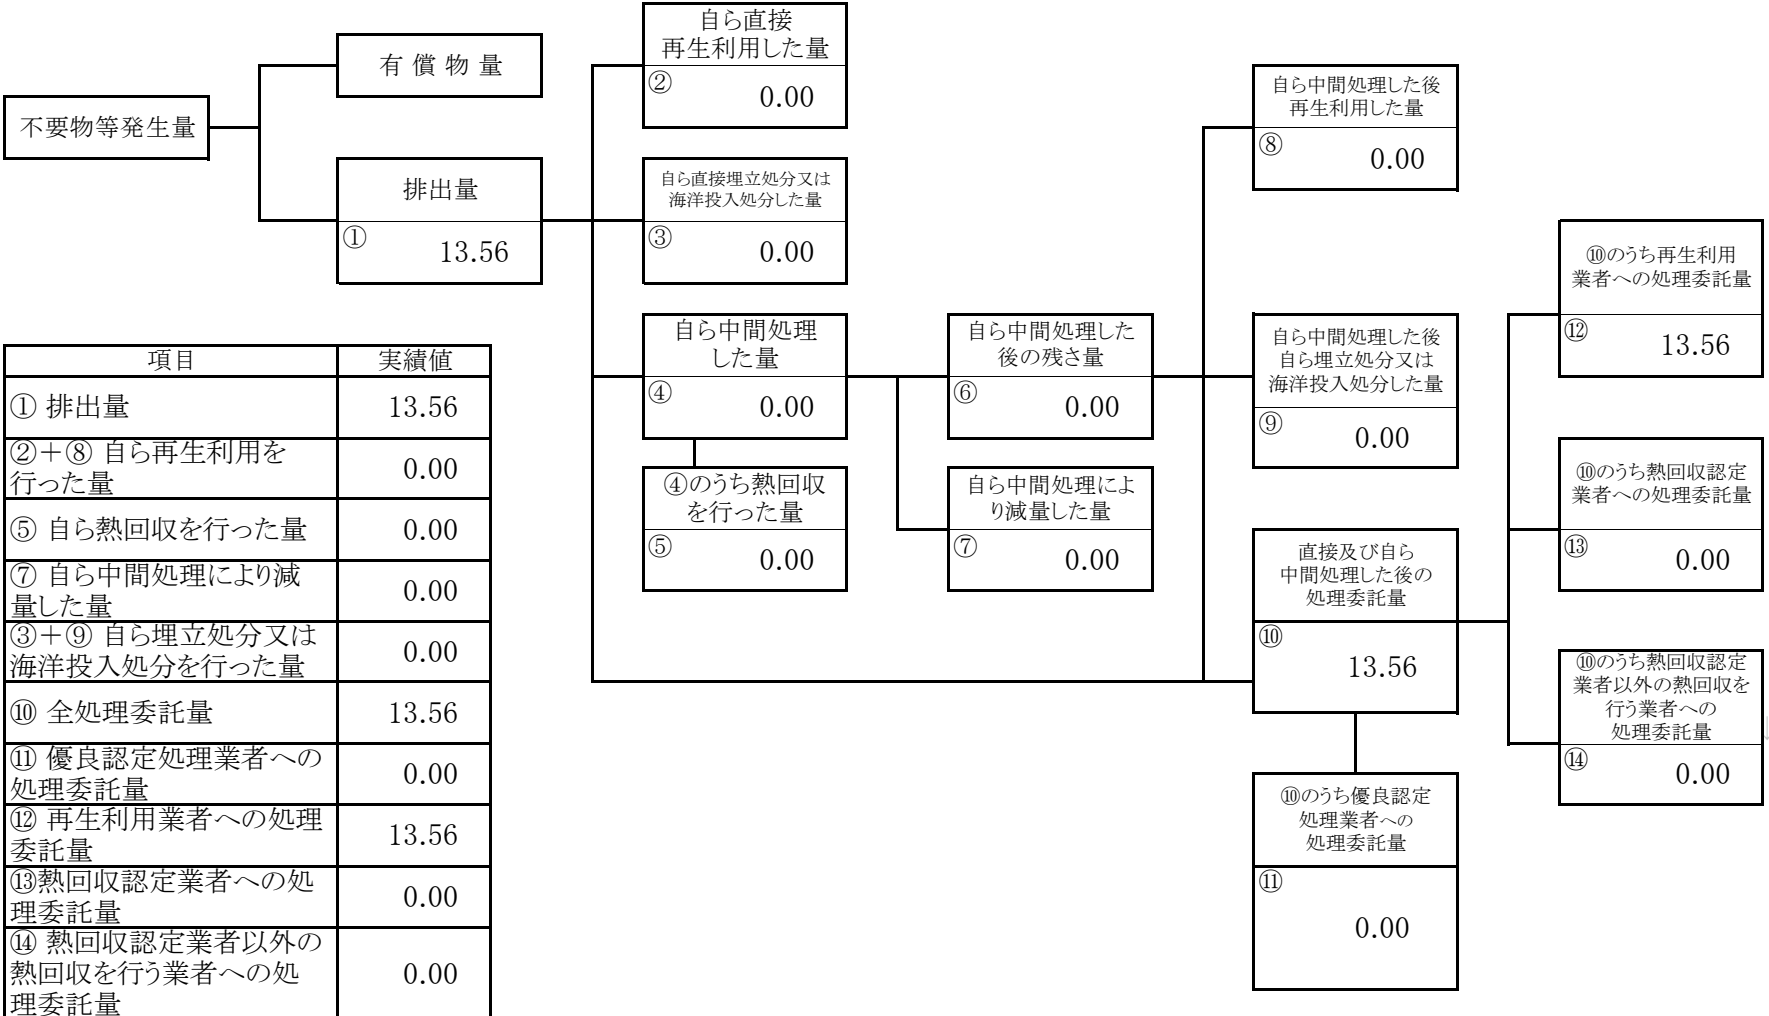 不要物等発生量
有償物量
排出量
①
13.56
自ら直接
再生利用した量
②
0.00
自ら直接埋立処分又は
海洋投入処分した量
③
0.00
自ら中間処理
した量
④
0.00
④のうち熱回収
を行った量
⑤
0.00
自ら中間処理した
後の残さ量
⑥
0.00
自ら中間処理によ
り減量した量
⑦
0.00
自ら中間処理した後
再生利用した量
⑧
0.00
自ら中間処理した後
自ら埋立処分又は
海洋投入処分した量
⑨
0.00
直接及び自ら
中間処理した後の
処理委託量
⑩
13.56
⑩のうち優良認定
処理業者への
処理委託量
⑪
0.00
⑩のうち再生利用
業者への処理委託量
⑫
13.56
⑩のうち熱回収認定
業者への処理委託量
⑬
0.00
⑩のうち熱回収認定
業者以外の熱回収を
行う業者への
処理委託量
⑭
0.00
項目 実績値
① 排出量 13.56
②＋⑧ 自ら再生利用を
行った量 0.00
⑤ 自ら熱回収を行った量 0.00
⑦ 自ら中間処理により減
量した量 0.00
③＋⑨ 自ら埋立処分又は
海洋投入処分を行った量 0.00
⑩ 全処理委託量 13.56
⑪ 優良認定処理業者への
処理委託量 0.00
⑫ 再生利用業者への処理
委託量 13.56
⑬熱回収認定業者への処
理委託量 0.00
⑭ 熱回収認定業者以外の
熱回収を行う業者への処
理委託量 0.00